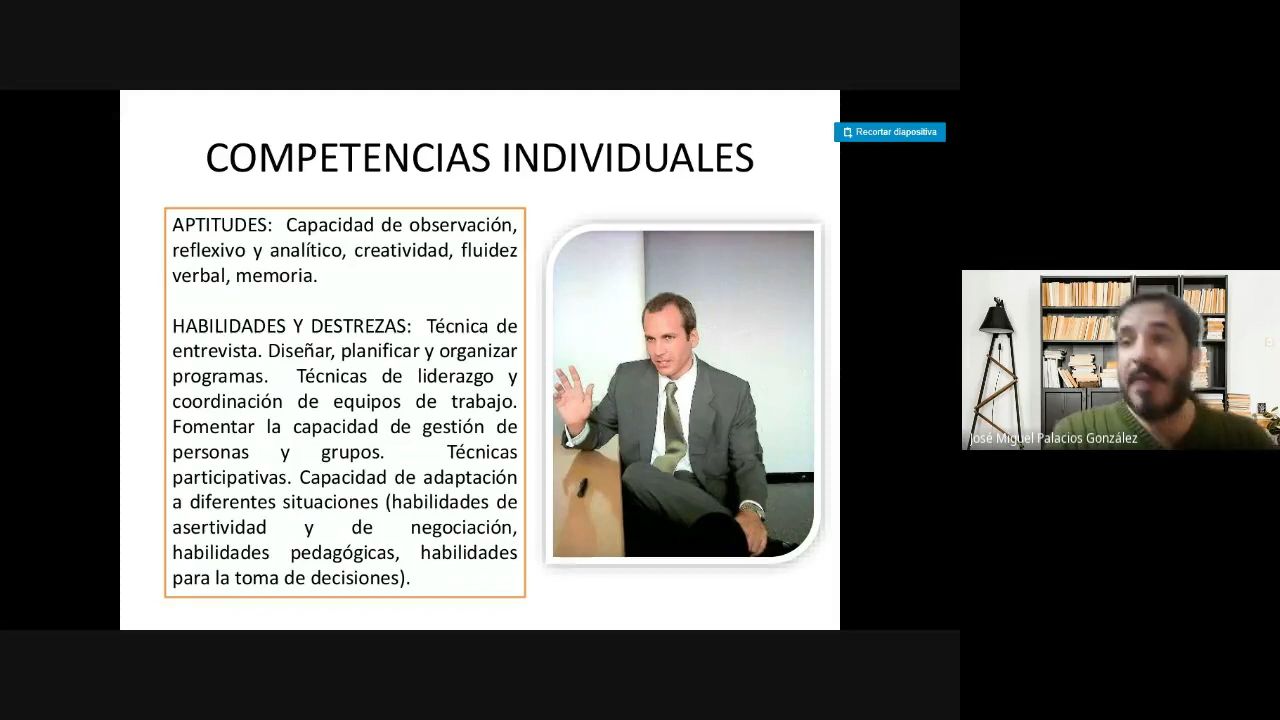 COMPETENCIAS INDIVIDUALES
Recortar diapositiva
APTITUDES: Capacidad de observación,
reflexivo y analítico, creatividad, fluidez
verbal, memoria.
HABILIDADES Y DESTREZAS: Técnica de
entrevista. Diseñar, planificar y organizar
programas. Técnicas de liderazgo y
coordinación de equipos de trabajo.
Fomentar la capacidad de gestión de
personas y grupos. Técnicas
participativas. Capacidad de adaptación
a diferentes situaciones (habilidades de
asertividad y de negociación,
habilidades pedagógicas, habilidades
para la toma de decisiones).
José Miguel Palacios González